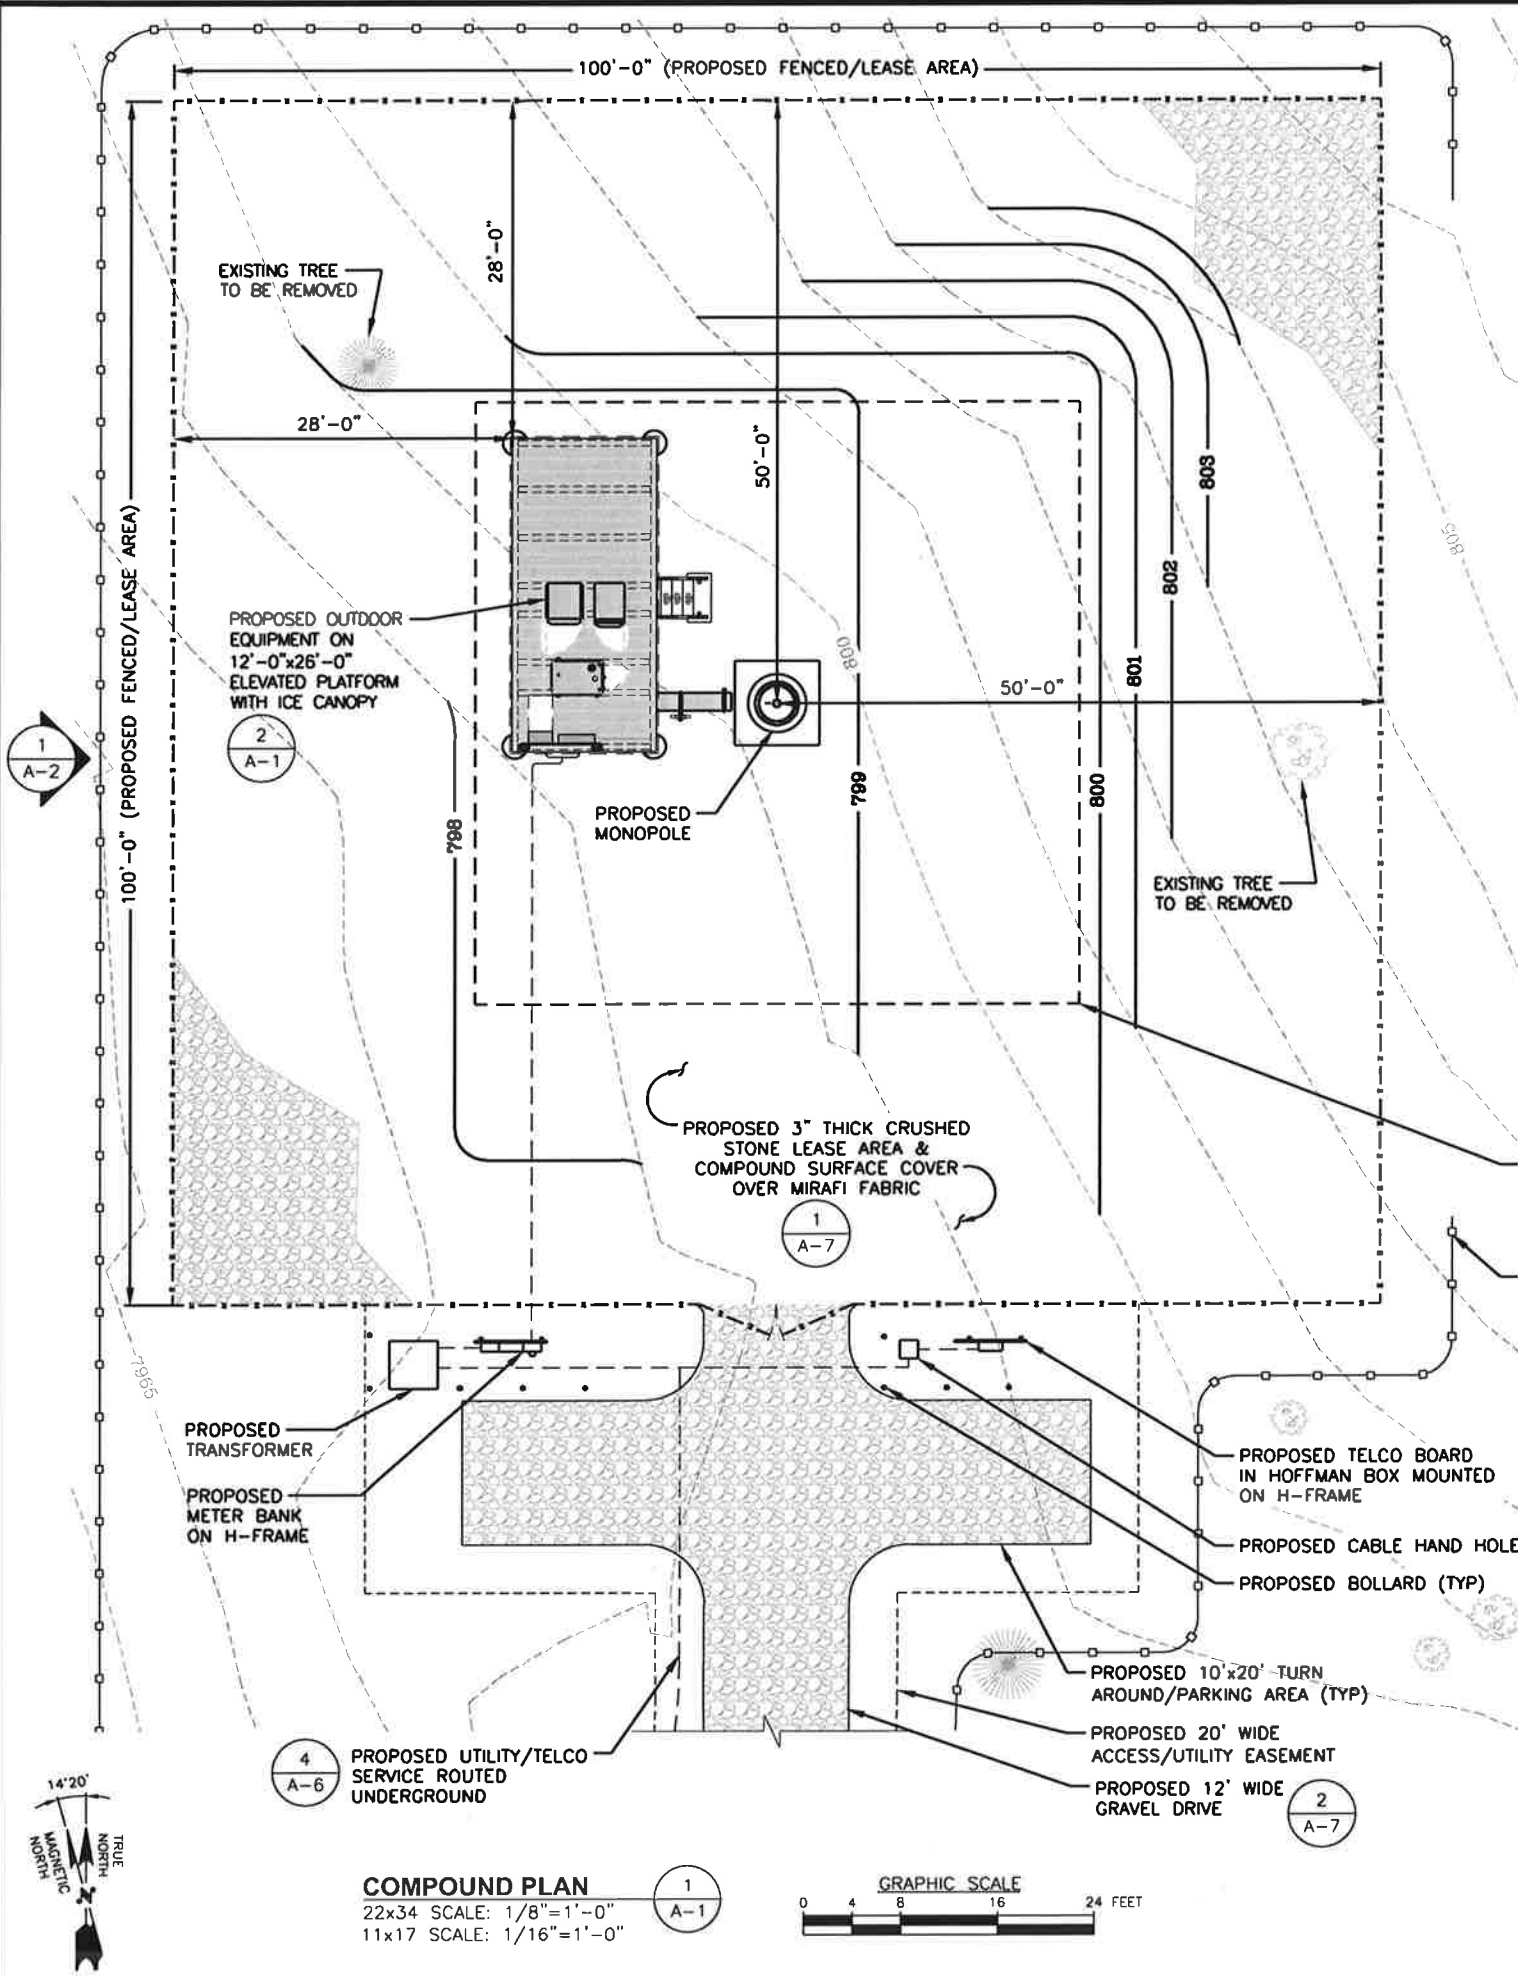 100'-0" (PROPOSED FENCED/LEASE AREA)
28'-0"
EXISTING TREE
TO BE REMOVED
28'-0"
50'-0"
803
805
802
100'-0" (PROPOSED FENCED/LEASE AREA)
PROPOSED OUTDOOR
EQUIPMENT ON
12'-0"x26'-0"
ELEVATED PLATFORM
WITH ICE CANOPY
2
A-1
800
801
50'-0"
1
A-2
799
800
798
PROPOSED
MONOPOLE
EXISTING TREE
TO BE REMOVED
PROPOSED 3" THICK CRUSHED
STONE LEASE AREA &
COMPOUND SURFACE COVER
OVER MIRAFI FABRIC
1
A-7
7965
PROPOSED
TRANSFORMER
PROPOSED
METER BANK
ON H-FRAME
PROPOSED TELCO BOARD
IN HOFFMAN BOX MOUNTED
ON H-FRAME
PROPOSED CABLE HAND HOLE
PROPOSED BOLLARD (TYP)
PROPOSED 10'x20' TURN
AROUND/PARKING AREA (TYP)
PROPOSED 20' WIDE
ACCESS/UTILITY EASEMENT
PROPOSED 12' WIDE
GRAVEL DRIVE
2
A-7
4
A-6
PROPOSED UTILITY/TELCO
SERVICE ROUTED
UNDERGROUND
14°20'
TRUE
NORTH
MAGNETIC
NORTH
N
COMPOUND PLAN
22x34 SCALE: 1/8"=1'-0"
11x17 SCALE: 1/16"=1'-0"
1
A-1
GRAPHIC SCALE
0 4 8 16 24 FEET